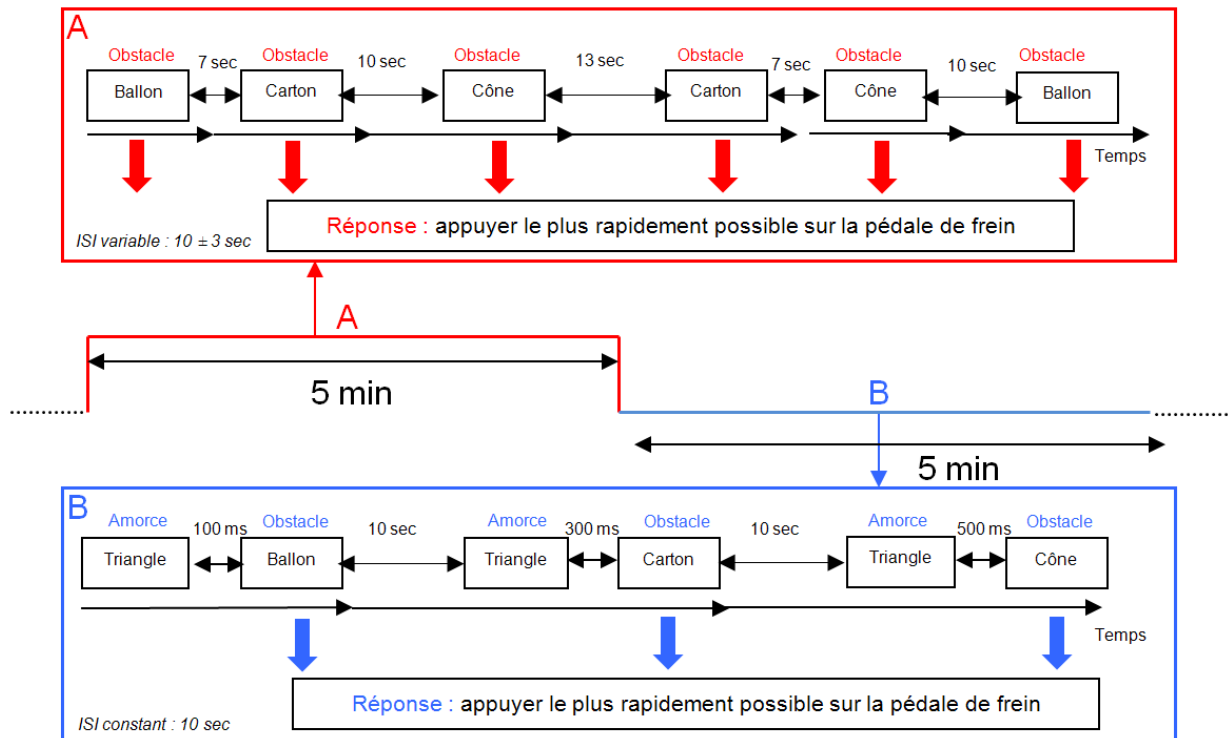 A
Obstacle Obstacle Obstacle Obstacle Obstacle Obstacle
7 sec 10 sec 13 sec 7 sec 10 sec
Ballon Carton Cône Carton Cône Ballon
Temps
Réponse : appuyer le plus rapidement possible sur la pédale de frein
ISI variable : 10 ± 3 sec
A
5 min
B
5 min
B
Amorce 100 ms Obstacle 10 sec Amorce 300 ms Obstacle 10 sec Amorce 500 ms Obstacle
Triangle Ballon Triangle Carton Triangle Cône
Temps
Réponse : appuyer le plus rapidement possible sur la pédale de frein
ISI constant : 10 sec